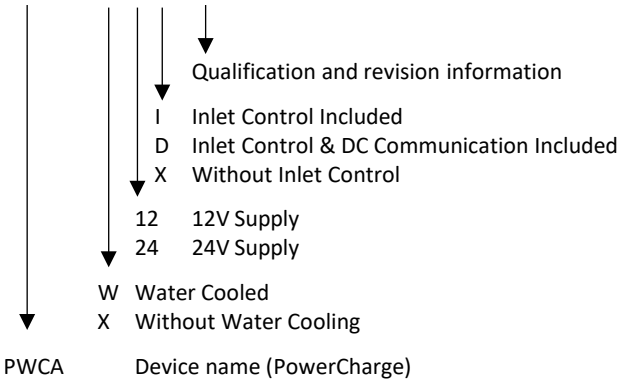 Qualification and revision information
I Inlet Control Included
D Inlet Control & DC Communication Included
X Without Inlet Control
12 12V Supply
24 24V Supply
W Water Cooled
X Without Water Cooling
PWCA Device name (PowerCharge)